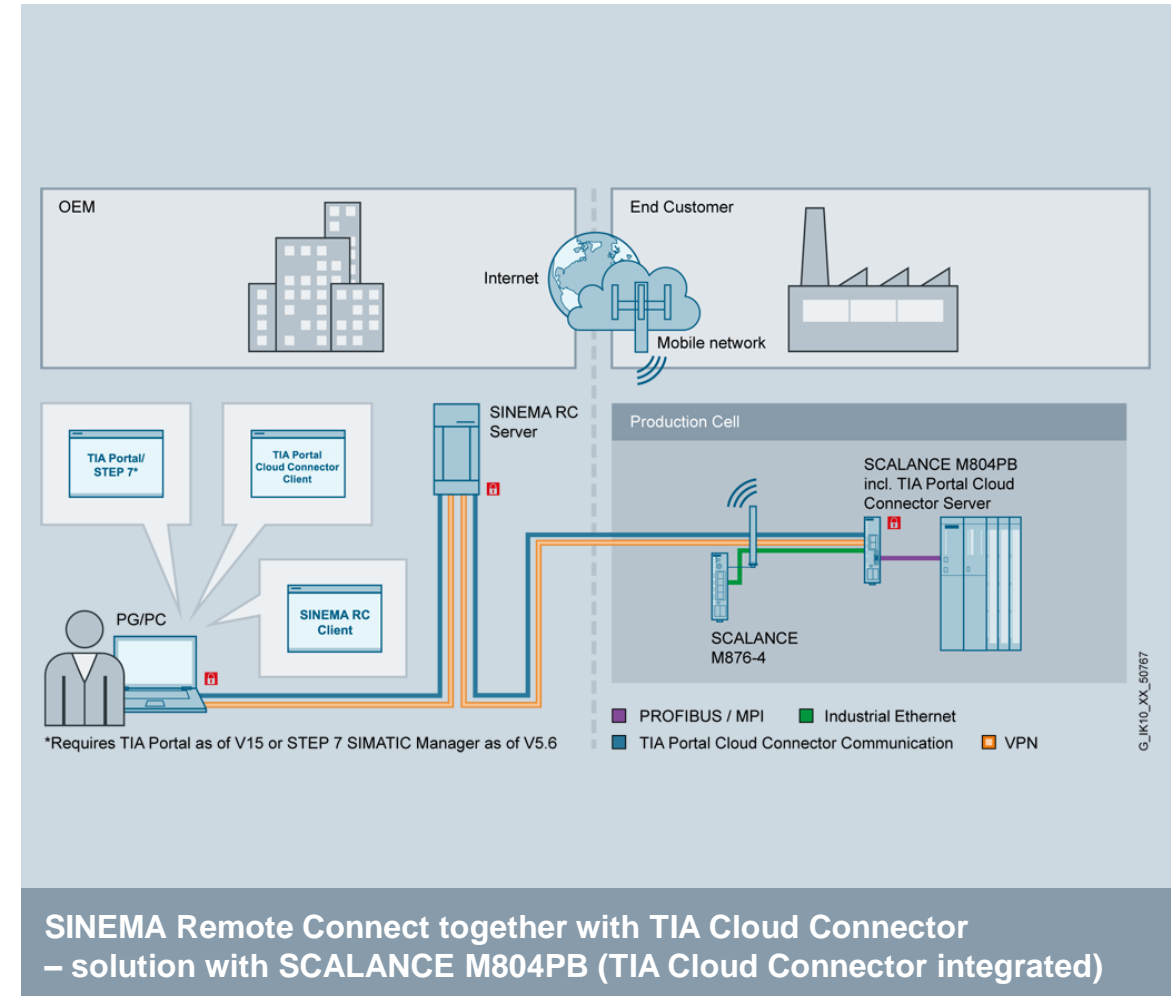 OEM
End Customer
Internet
Mobile network
TIA Portal/
STEP 7*
TIA Portal
Cloud Connector
Client
SINEMA RC
Server
Production Cell
SCALANCE M804PB
incl. TIA Portal Cloud
Connector Server
PG/PC
SINEMA RC
Client
SCALANCE
M876-4
PROFIBUS / MPI
Industrial Ethernet
*Requires TIA Portal as of V15 or STEP 7 SIMATIC Manager as of V5.6
TIA Portal Cloud Connector Communication
VPN
G_IK10_XX_50767
SINEMA Remote Connect together with TIA Cloud Connector
– solution with SCALANCE M804PB (TIA Cloud Connector integrated)